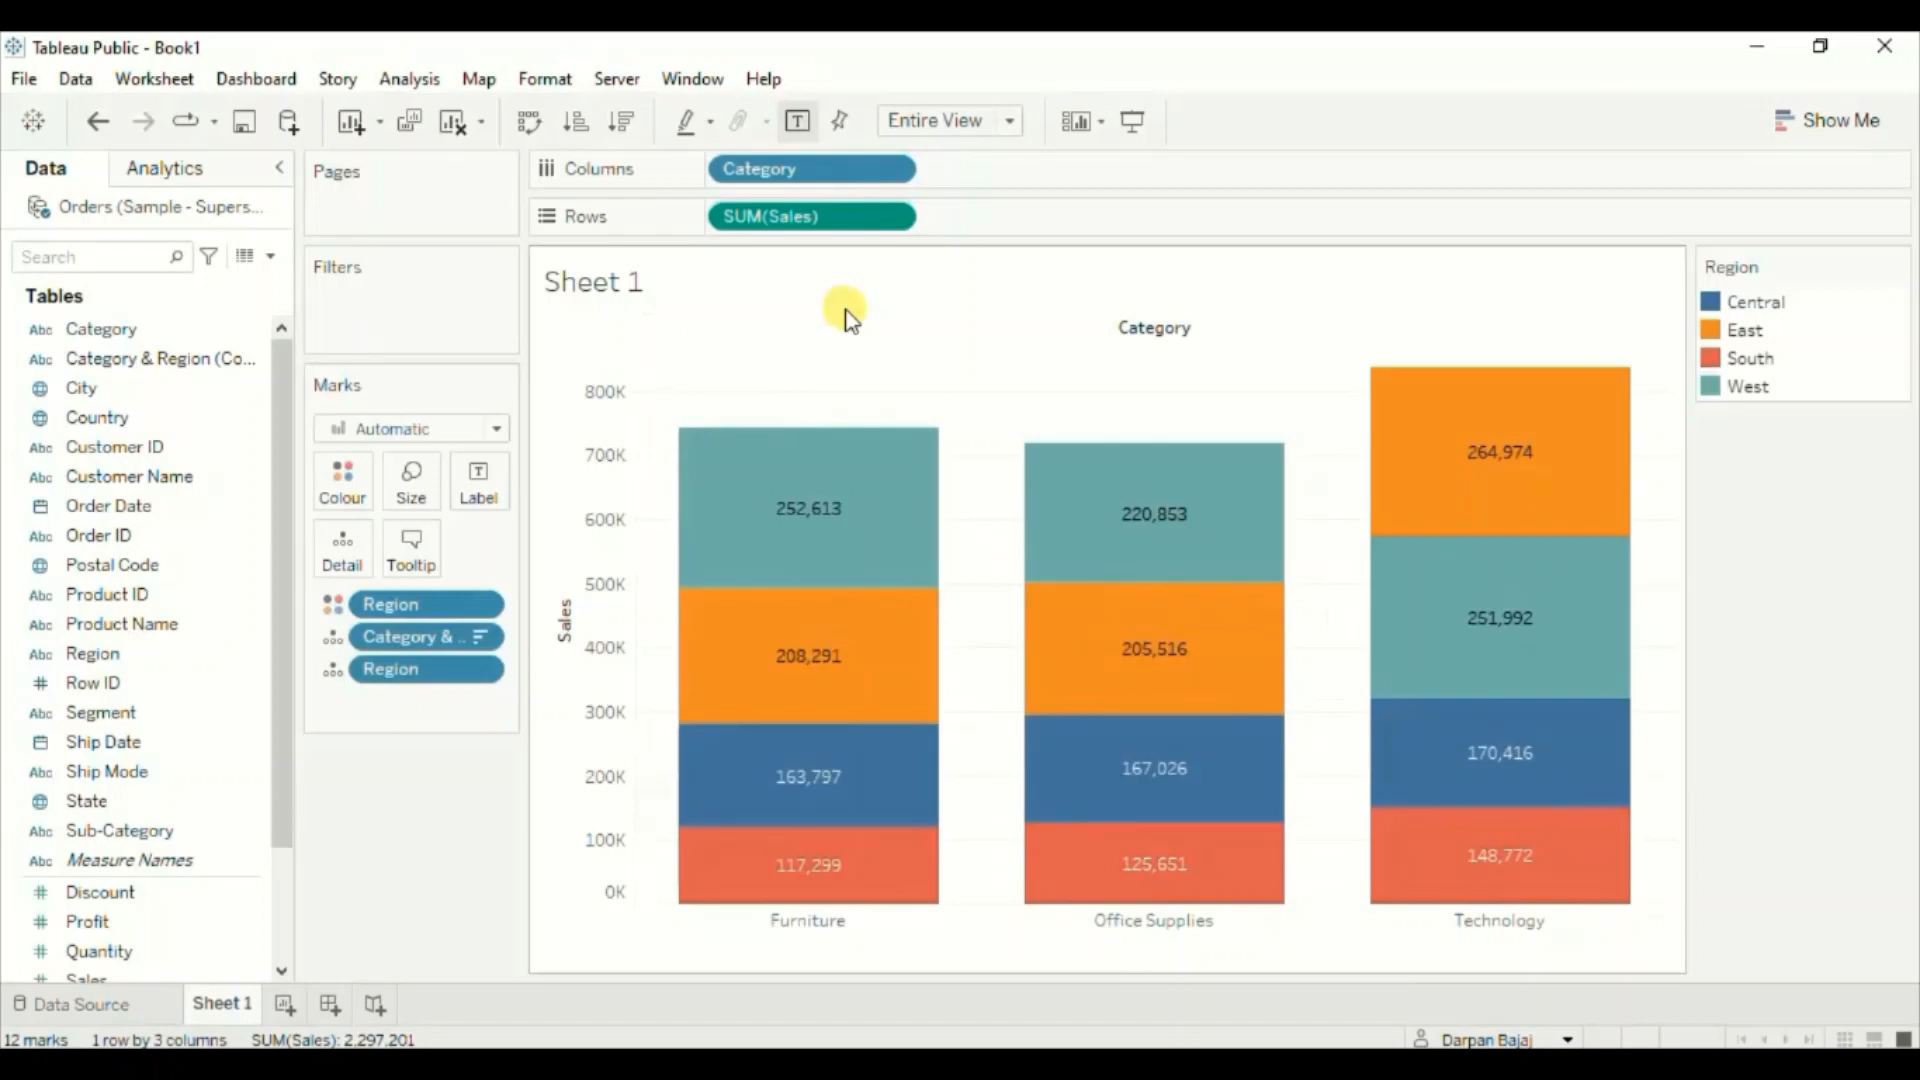 Tableau Public - Book1
File Data Worksheet Dashboard Story Analysis Map Format Server Window Help
Entire View
Show Me
Data Analytics
Orders (Sample - Supers...
Search
Tables
Abc Category
Abc Category & Region (Co...
City
Country
Abc Customer ID
Abc Customer Name
Order Date
Abc Order ID
Postal Code
Abc Product ID
Abc Product Name
Abc Region
# Row ID
Abc Segment
Ship Date
Abc Ship Mode
State
Abc Sub-Category
Abc Measure Names
# Discount
# Profit
# Quantity
# Sales
Pages
Filters
Marks
Automatic
Colour Size Label
Detail Tooltip
Region
Category & ..
Region
Columns Category
Rows SUM(Sales)
Sheet 1
Category
Sales
800K
700K
600K
500K
400K
300K
200K
100K
0K
252,613
208,291
163,797
117,299
Furniture
220,853
205,516
167,026
125,651
Office Supplies
264,974
251,992
170,416
148,772
Technology
Region
Central
East
South
West
Data Source Sheet 1
12 marks 1 row by 3 columns SUM(Sales): 2,297,201
Darpan Bajaj